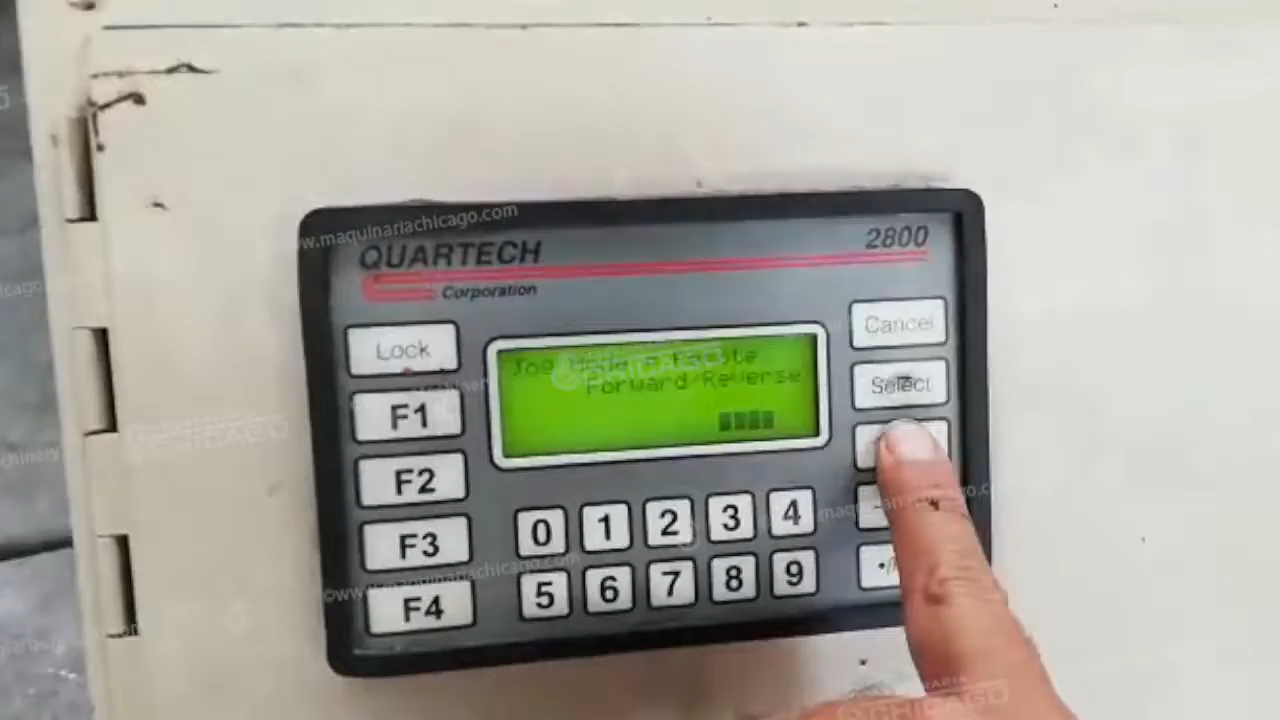 www.maquinariachicago.com
QUARTECH
2800
Corporation
Lock
Cancel
Jog Mode
Forward/Reverse
Select
F1
F2
F3
F4
0 1 2 3 4
5 6 7 8 9
CHICAGO
©www.maquinariachicago.com